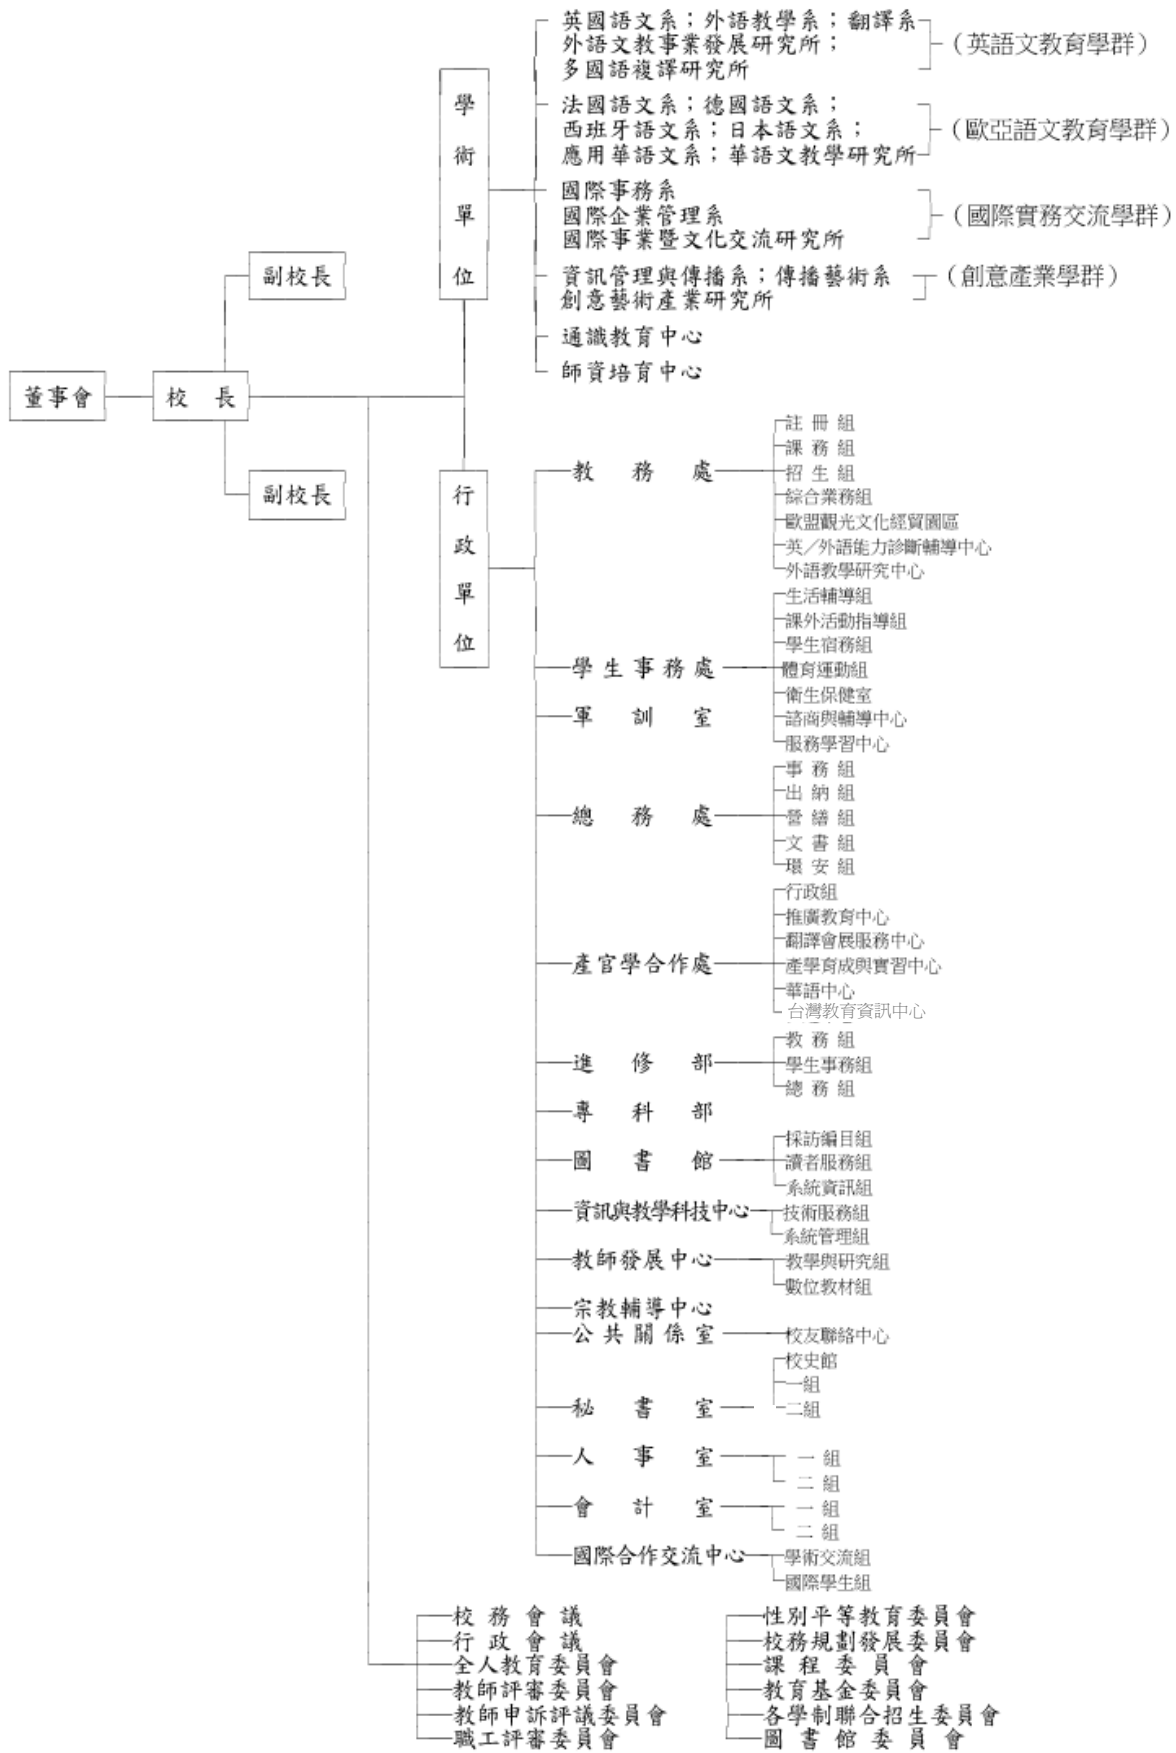 英國語文系；外語教學系；翻譯系
外語文教事業發展研究所；
多國語複譯研究所
（英語文教育學群）
法國語文系；德國語文系；
西班牙語文系；日本語文系；
應用華語文系；華語文教學研究所
（歐亞語文教育學群）
國際事務系
國際企業管理系
國際事業暨文化交流研究所
（國際實務交流學群）
資訊管理與傳播系；傳播藝術系
創意藝術產業研究所
（創意產業學群）
通識教育中心
師資培育中心
學術單位
副校長
董事會
校 長
副校長
行政單位
教 務 處
註 冊 組
課 務 組
招 生 組
綜合業務組
歐盟觀光文化經貿園區
英／外語能力診斷輔導中心
外語教學研究中心
學生事務處
生活輔導組
課外活動指導組
學生宿務組
體育運動組
衛生保健室
諮商與輔導中心
服務學習中心
軍 訓 室
總 務 處
事 務 組
出 納 組
營 繕 組
文 書 組
環 安 組
產官學合作處
行政組
推廣教育中心
翻譯會展服務中心
產學育成與實習中心
華語中心
台灣教育資訊中心
進 修 部
教 務 組
學生事務組
總 務 組
專 科 部
圖 書 館
採訪編目組
讀者服務組
系統資訊組
資訊與教學科技中心
技術服務組
系統管理組
教師發展中心
教學與研究組
數位教材組
宗教輔導中心
公共關係室
校友聯絡中心
秘 書 室
校史館
一組
二組
人 事 室
一 組
二 組
會 計 室
一 組
二 組
國際合作交流中心
學術交流組
國際學生組
校 務 會 議
行 政 會 議
全人教育委員會
教師評審委員會
教師申訴評議委員會
職工評審委員會
性別平等教育委員會
校務規劃發展委員會
課 程 委 員 會
教育基金委員會
各學制聯合招生委員會
圖 書 館 委 員 會